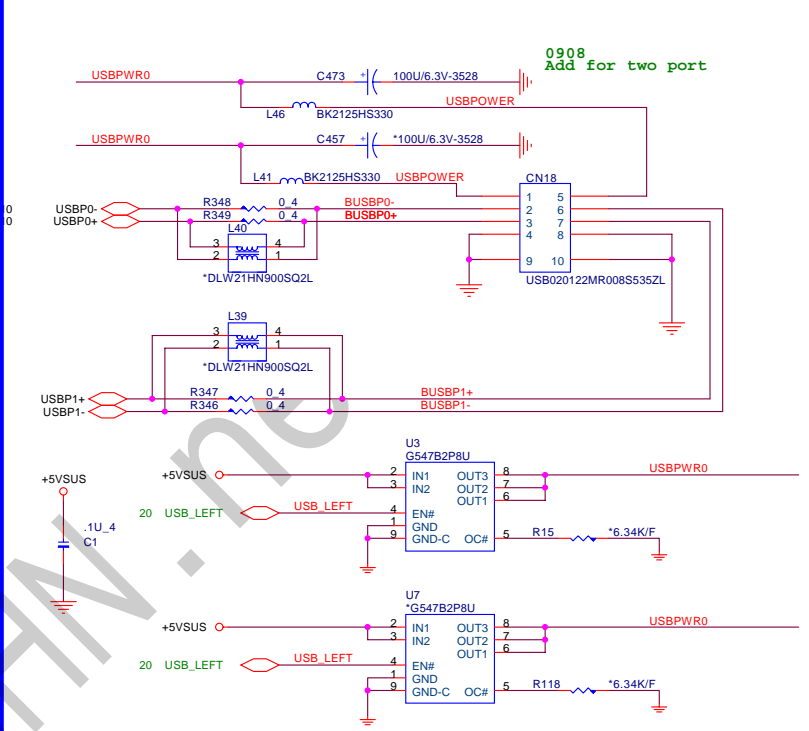 0908
Add for two port
USBPWR0 C473 + 100U/6.3V-3528
USBPOWER
L46 BK2125HS330
USBPWR0 C457 + *100U/6.3V-3528
L41 BK2125HS330 USBPOWER
CN18
1 5
2 6
3 7
4 8
9 10
USB020122MR008S535ZL
USBP0- R348 0_4 BUSBP0-
USBP0+ R349 0_4 BUSBP0+
L40
3 4
2 1
*DLW21HN900SQ2L
L39
3 4
2 1
*DLW21HN900SQ2L
USBP1+ R347 0_4 BUSBP1+
USBP1- R346 0_4 BUSBP1-
+5VSUS
.1U_4
C1
U3
G547B2P8U
+5VSUS 2 IN1 OUT3 8 USBPWR0
3 IN2 OUT2 7
OUT1 6
20 USB_LEFT USB_LEFT 4 EN#
1 GND
9 GND-C OC# 5 R15 *6.34K/F
U7
*G547B2P8U
+5VSUS 2 IN1 OUT3 8 USBPWR0
3 IN2 OUT2 7
OUT1 6
20 USB_LEFT USB_LEFT 4 EN#
1 GND
9 GND-C OC# 5 R118 *6.34K/F